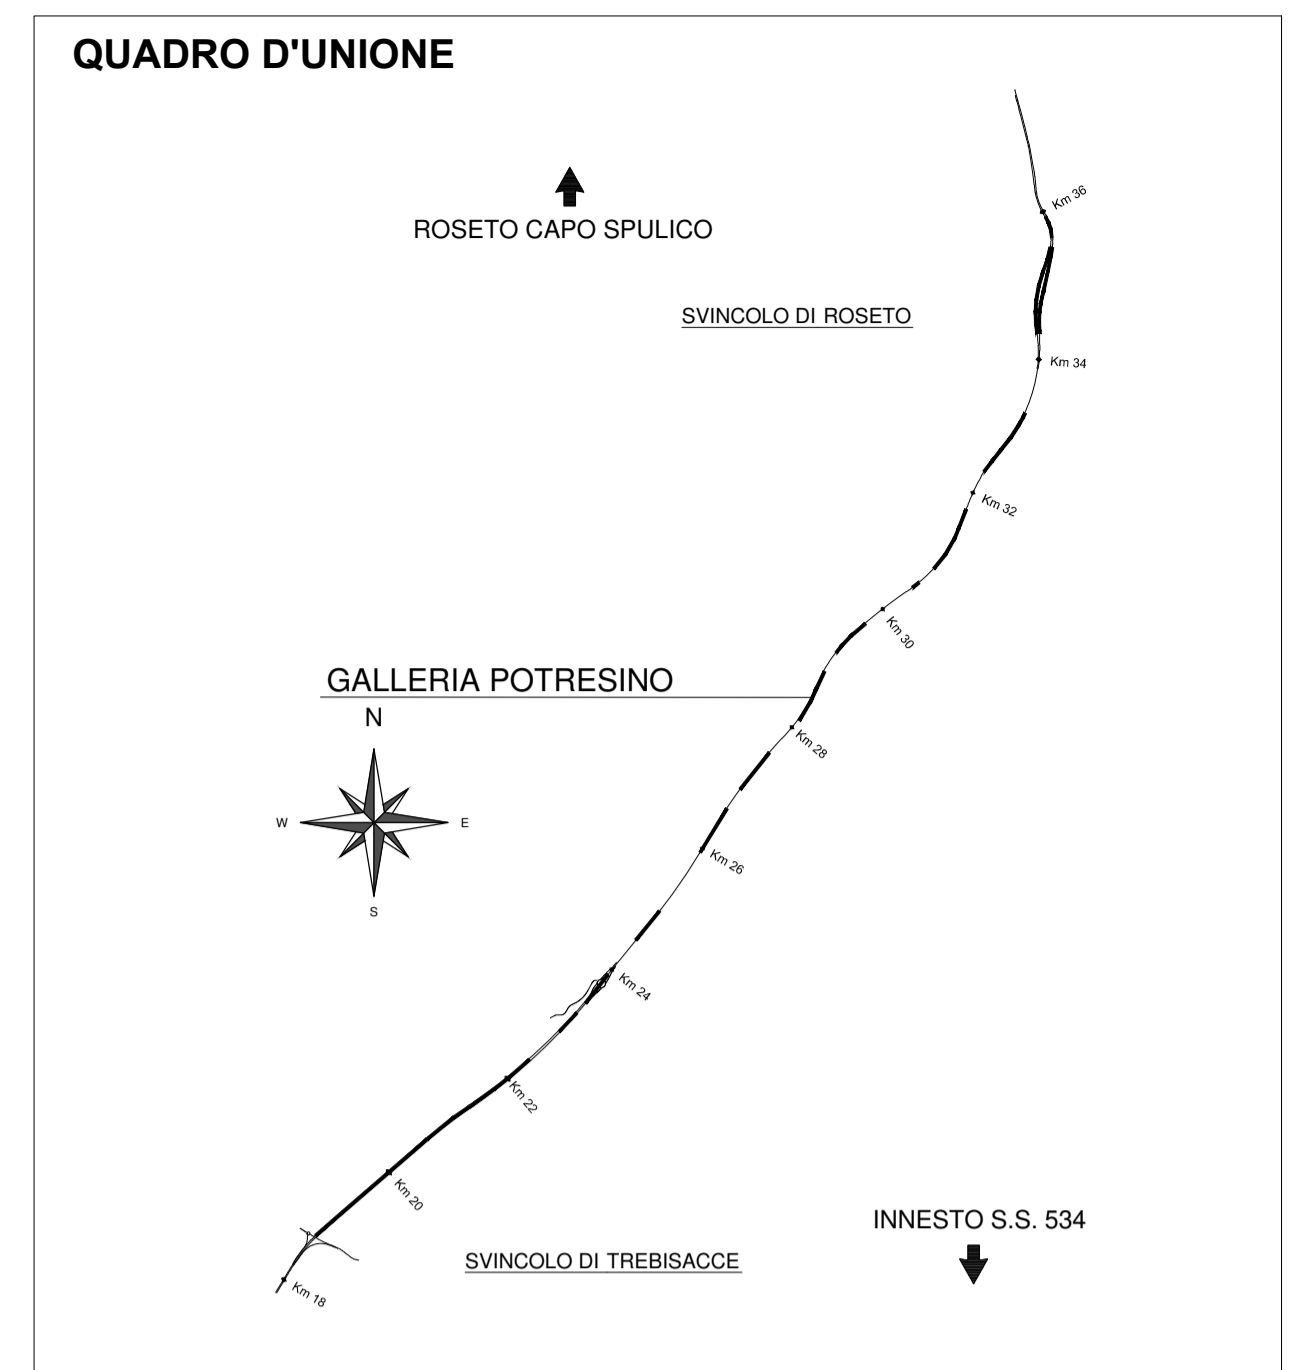 QUADRO D'UNIONE
Km 36
ROSETO CAPO SPULICO
SVINCOLO DI ROSETO
Km 34
Km 32
Km 30
GALLERIA POTRESINO
N
Km 28
W
E
Km 26
S
Km 24
Km 22
Km 20
INNESTO S.S. 534
SVINCOLO DI TREBISACCE
Km 18